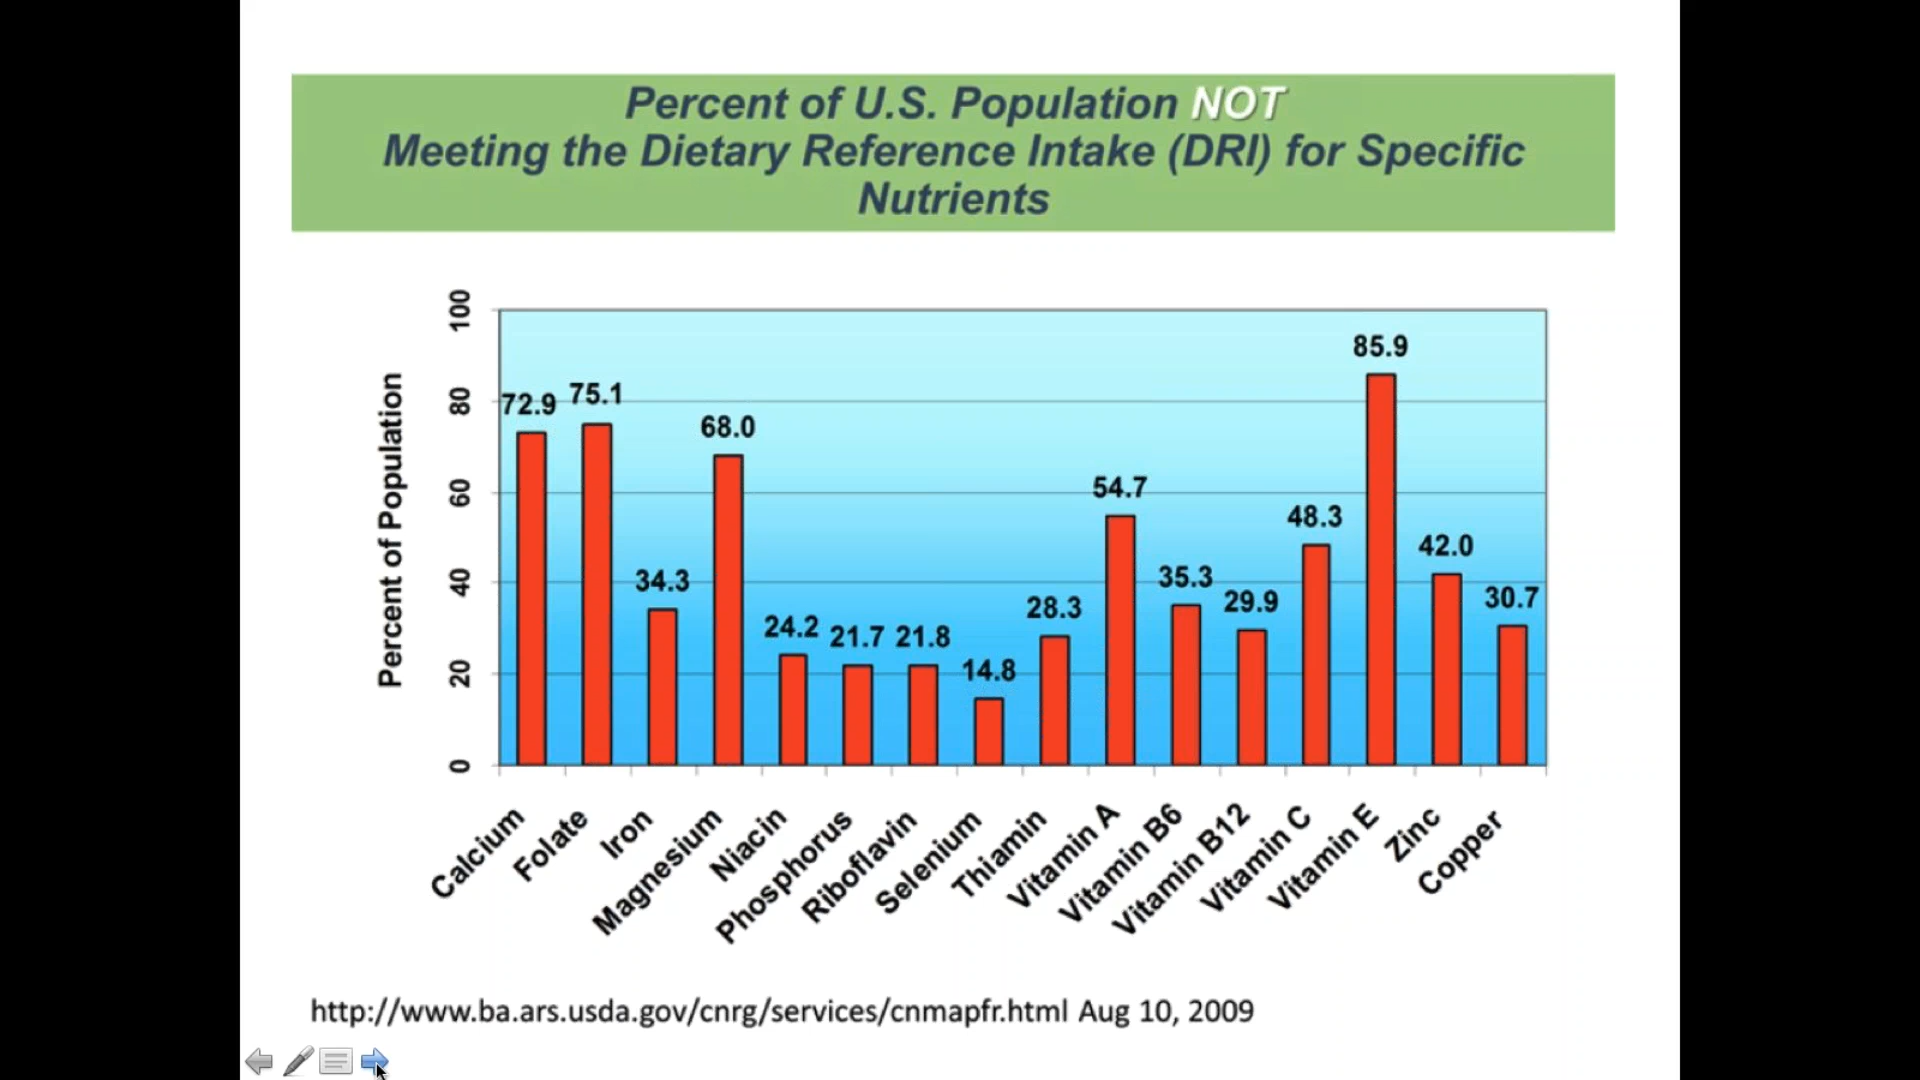 Percent of U.S. Population NOT
Meeting the Dietary Reference Intake (DRI) for Specific
Nutrients
Percent of Population
100
80
60
40
20
0
72.9
75.1
34.3
68.0
24.2
21.7
21.8
14.8
28.3
54.7
35.3
29.9
48.3
85.9
42.0
30.7
Calcium
Folate
Iron
Magnesium
Niacin
Phosphorus
Riboflavin
Selenium
Thiamin
Vitamin A
Vitamin B6
Vitamin B12
Vitamin C
Vitamin E
Zinc
Copper
http://www.ba.ars.usda.gov/cnrg/services/cnmapfr.html Aug 10, 2009